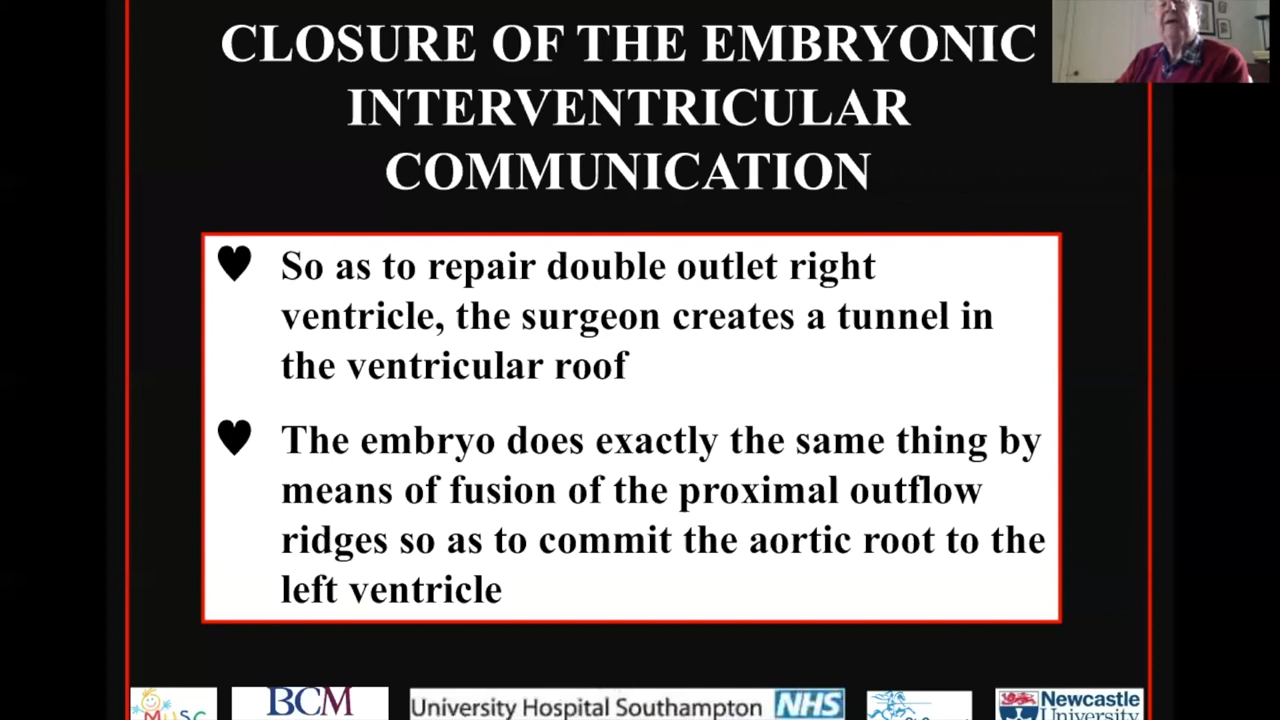 CLOSURE OF THE EMBRYONIC
INTERVENTRICULAR
COMMUNICATION
So as to repair double outlet right
ventricle, the surgeon creates a tunnel in
the ventricular roof
The embryo does exactly the same thing by
means of fusion of the proximal outflow
ridges so as to commit the aortic root to the
left ventricle
MUSC
BCM
University Hospital Southampton NHS
Newcastle
University